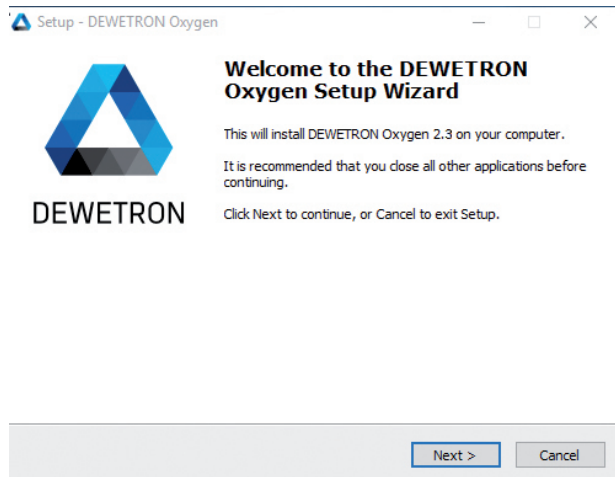 Setup - DEWETRON Oxygen
Welcome to the DEWETRON
Oxygen Setup Wizard
This will install DEWETRON Oxygen 2.3 on your computer.
It is recommended that you close all other applications before
continuing.
Click Next to continue, or Cancel to exit Setup.
DEWETRON
Next >
Cancel